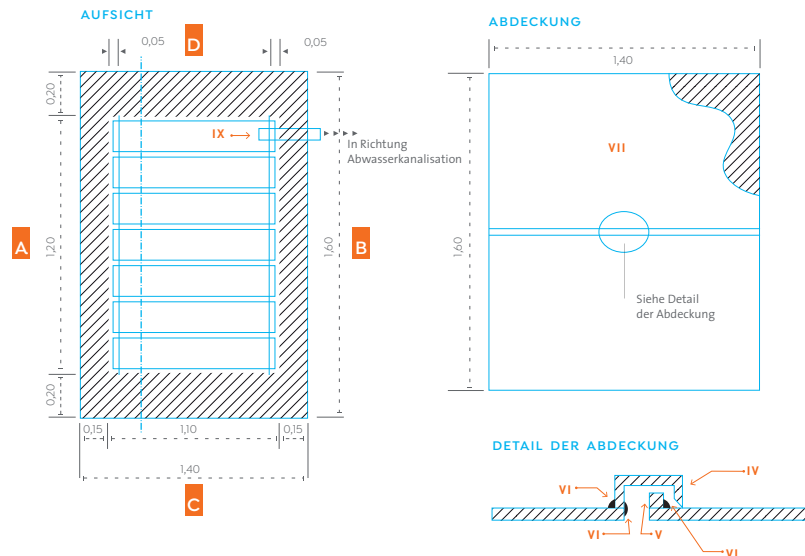 AUFSICHT
0,05
D
0,05
0,20
IX
In Richtung
Abwasserkanalisation
A
1,20
1,60
B
0,20
0,15
1,10
0,15
1,40
C
ABDECKUNG
1,40
VII
1,60
Siehe Detail
der Abdeckung
DETAIL DER ABDECKUNG
IV
VI
VI
V
VI